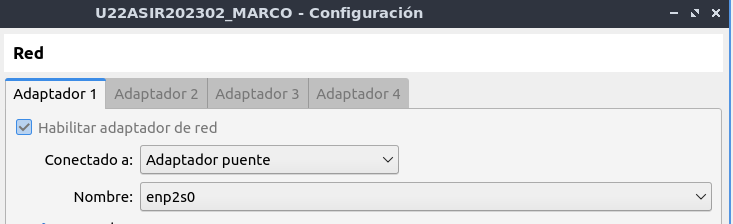 U22ASIR202302_MARCO - Configuración
Red
Adaptador 1 Adaptador 2 Adaptador 3 Adaptador 4
Habilitar adaptador de red
Conectado a: Adaptador puente
Nombre: enp2s0